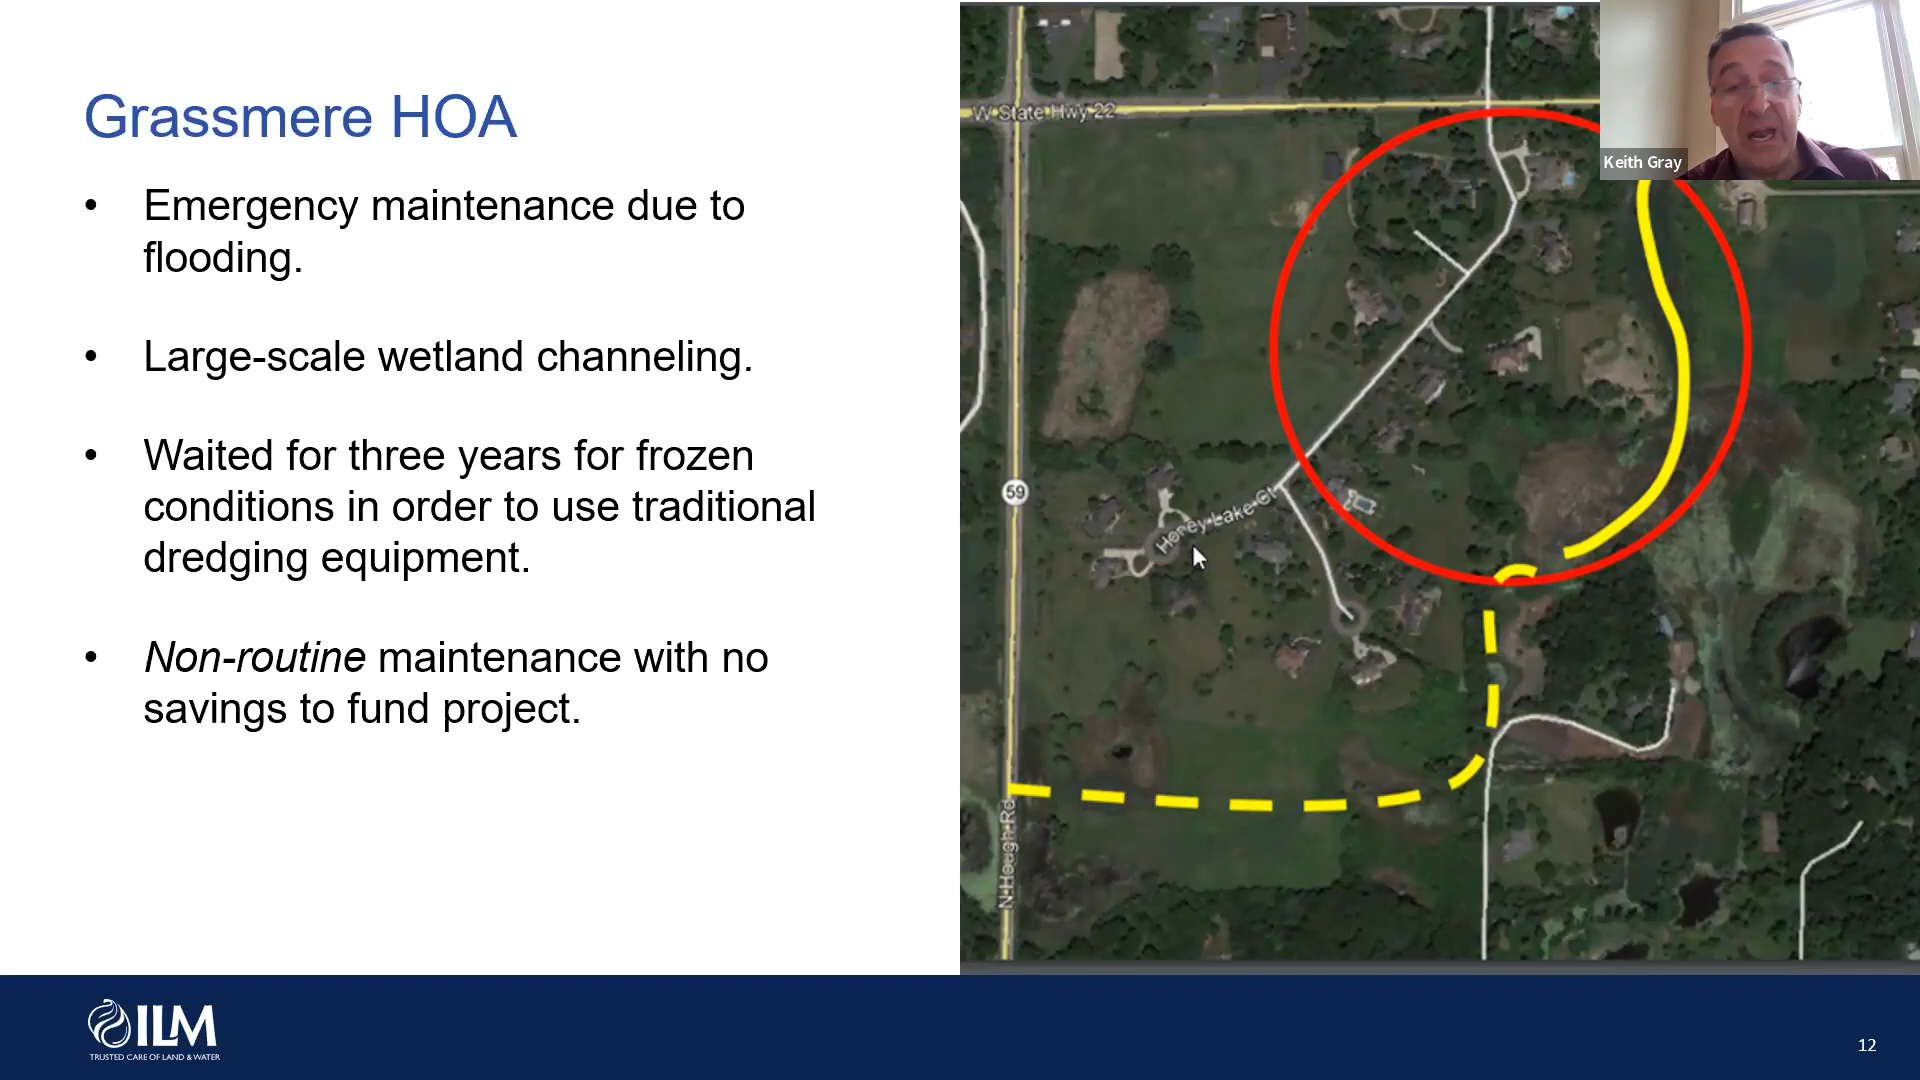 Grassmere HOA
• Emergency maintenance due to
flooding.
• Large-scale wetland channeling.
• Waited for three years for frozen
conditions in order to use traditional
dredging equipment.
• Non-routine maintenance with no
savings to fund project.
W State Hwy 22
Keith Gray
59
Honey Lake Ct
N Hough Rd
ILM
TRUSTED CARE OF LAND & WATER
12